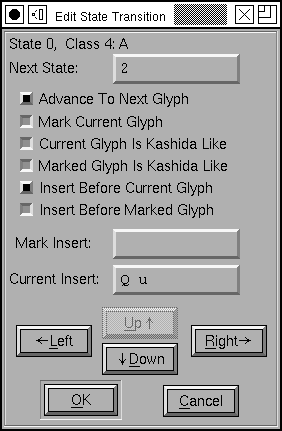 Edit State Transition
State 0, Class 4: A
Next State: 2
Advance To Next Glyph
Mark Current Glyph
Current Glyph Is Kashida Like
Marked Glyph Is Kashida Like
Insert Before Current Glyph
Insert Before Marked Glyph
Mark Insert:
Current Insert: Q u
Up ↑
←Left
Right→
↓Down
OK
Cancel